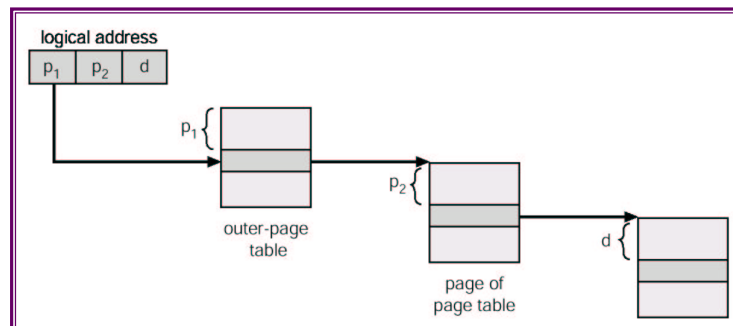 logical address
p₁ p₂ d
p₁
p₂
d
outer-page
table
page of
page table